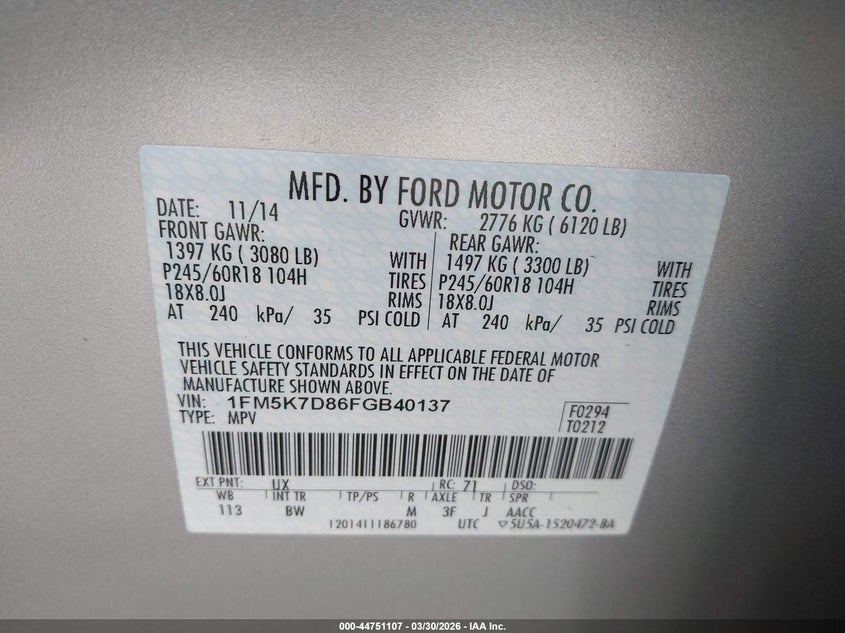 MFD. BY FORD MOTOR CO.
DATE: 11/14 GVWR: 2776 KG ( 6120 LB)
FRONT GAWR: REAR GAWR:
1397 KG ( 3080 LB) WITH 1497 KG ( 3300 LB) WITH
P245/60R18 104H TIRES P245/60R18 104H TIRES
18X8.0J RIMS 18X8.0J RIMS
AT 240 kPa/ 35 PSI COLD AT 240 kPa/ 35 PSI COLD
THIS VEHICLE CONFORMS TO ALL APPLICABLE FEDERAL MOTOR
VEHICLE SAFETY STANDARDS IN EFFECT ON THE DATE OF
MANUFACTURE SHOWN ABOVE.
VIN: 1FM5K7D86FGB40137 F0294
TYPE: MPV T0212
EXT PNT: UX RC: 71 DSO:
WB INT TR TP/PS R AXLE TR SPR
113 BW M 3F J AACC
1201411186780 UTC ▽5U5A-1520472-BA
000-44751107 - 03/30/2026 - IAA Inc.